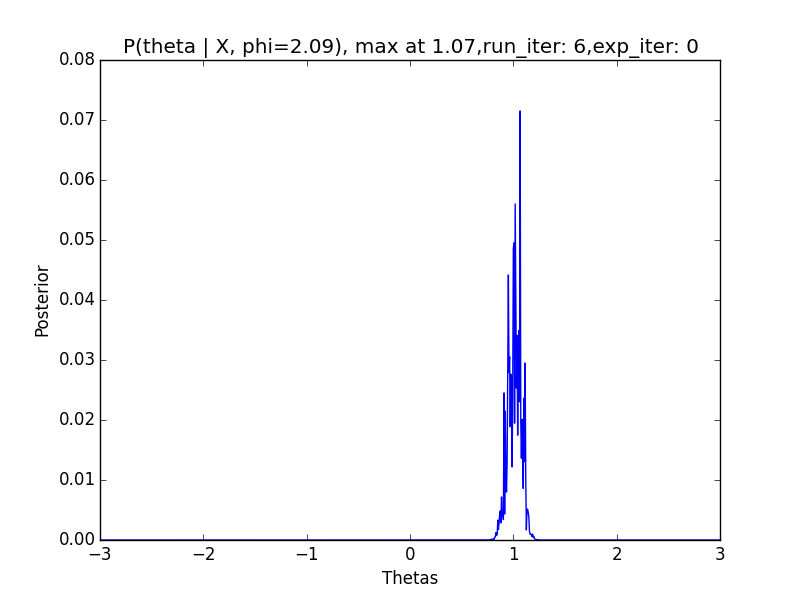 P(theta | X, phi=2.09), max at 1.07,run_iter: 6,exp_iter: 0
0.08
0.07
0.06
0.05
0.04
0.03
0.02
0.01
0.00
Posterior
−3 −2 −1 0 1 2 3
Thetas